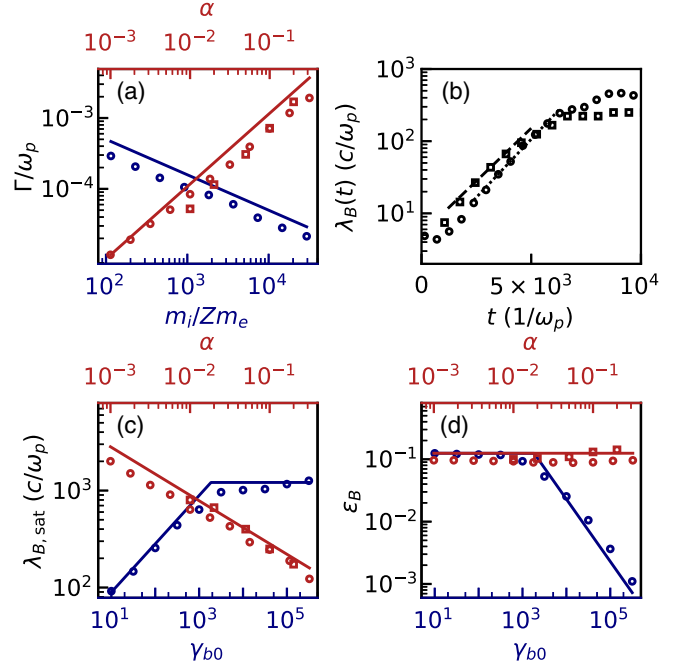 α
10⁻³ 10⁻² 10⁻¹
(a)
Γ/ω_p
10⁻³
10⁻⁴
10² 10³ 10⁴
m_i/Zm_e
(b)
λ_B(t) (c/ω_p)
10³
10²
10¹
0 5 × 10³ 10⁴
t (1/ω_p)
α
10⁻³ 10⁻² 10⁻¹
(c)
λ_B, sat (c/ω_p)
10³
10²
10¹ 10³ 10⁵
γ_b0
α
10⁻³ 10⁻² 10⁻¹
(d)
ε_B
10⁻¹
10⁻²
10⁻³
10¹ 10³ 10⁵
γ_b0